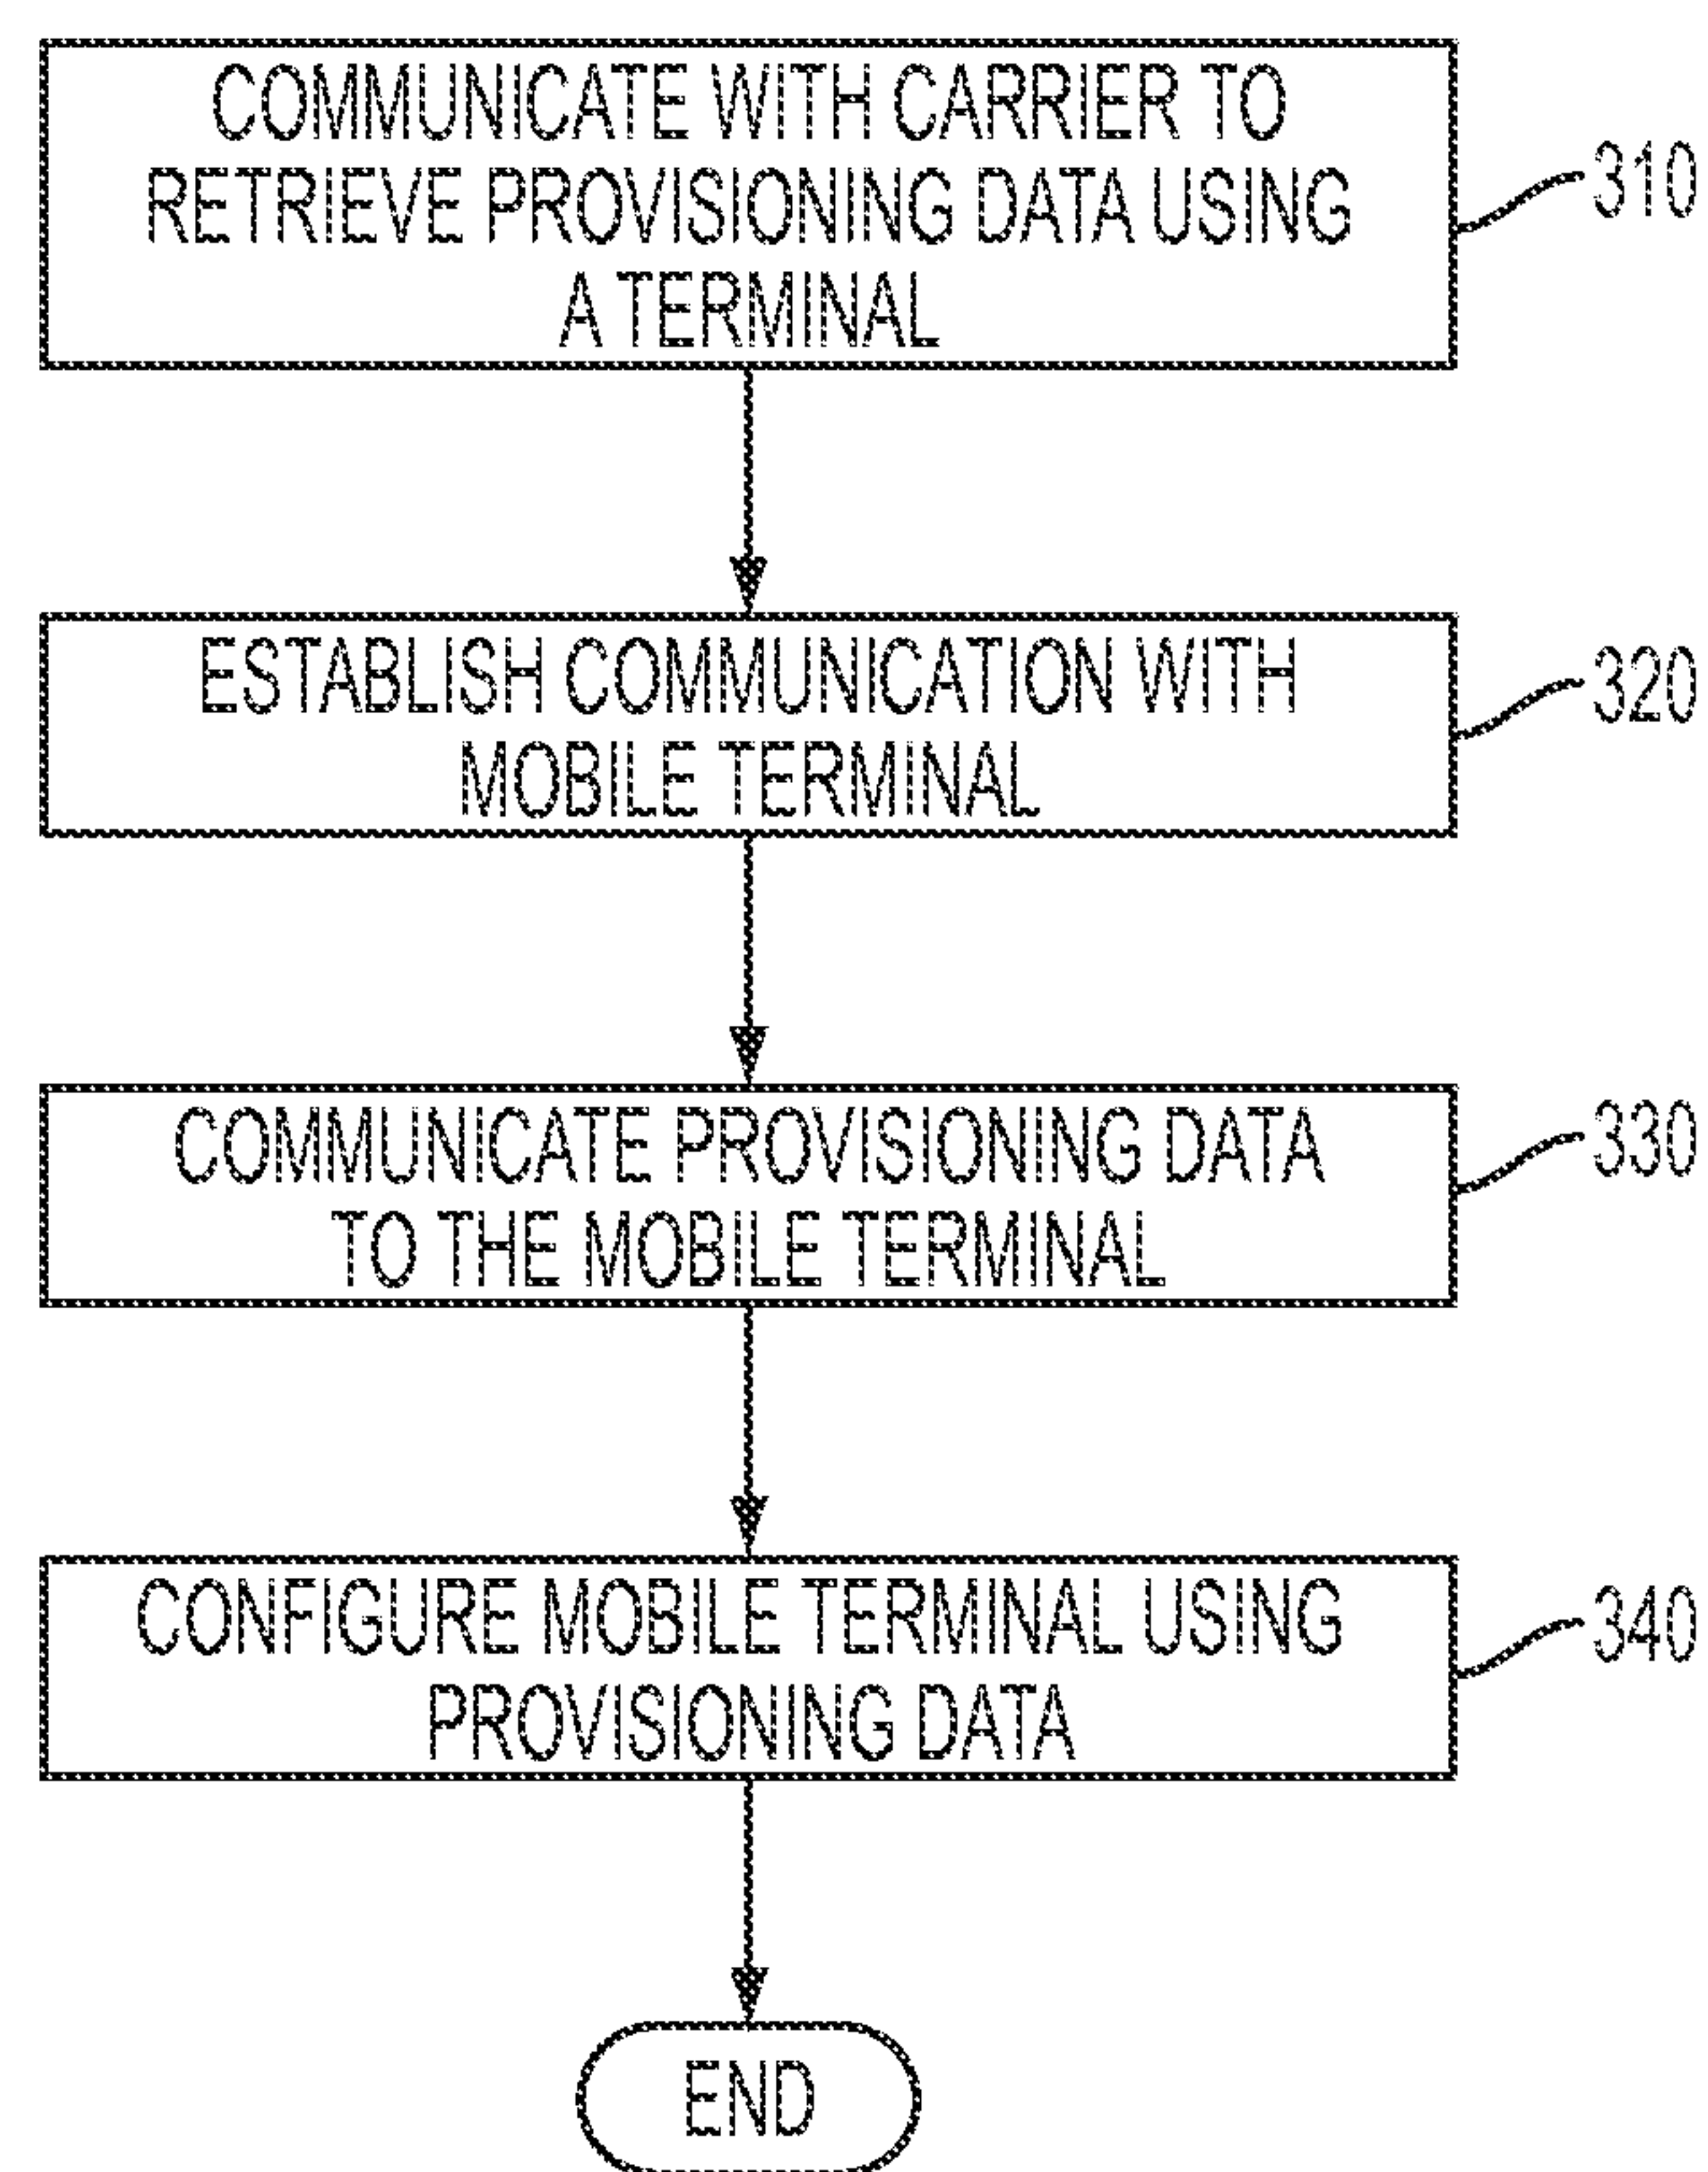 COMMUNICATE WITH CARRIER TO
RETRIEVE PROVISIONING DATA USING
A TERMINAL
310
ESTABLISH COMMUNICATION WITH
MOBILE TERMINAL
320
COMMUNICATE PROVISIONING DATA
TO THE MOBILE TERMINAL
330
CONFIGURE MOBILE TERMINAL USING
PROVISIONING DATA
340
END